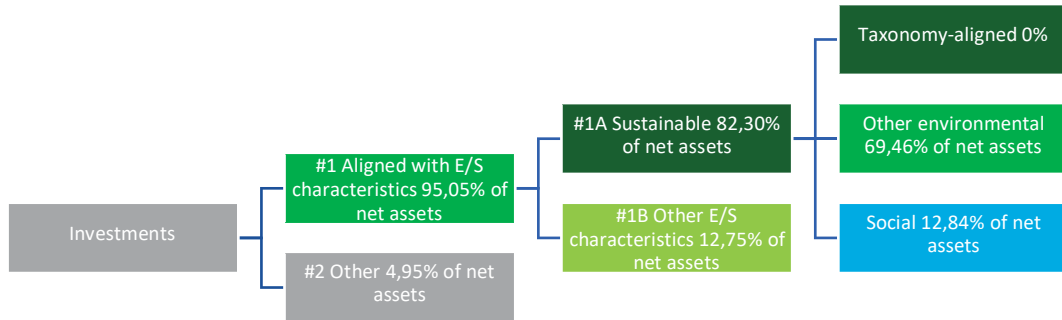 Investments
#1 Aligned with E/S
characteristics 95,05% of
net assets
#2 Other 4,95% of net
assets
#1A Sustainable 82,30%
of net assets
#1B Other E/S
characteristics 12,75% of
net assets
Taxonomy-aligned 0%
Other environmental
69,46% of net assets
Social 12,84% of net
assets